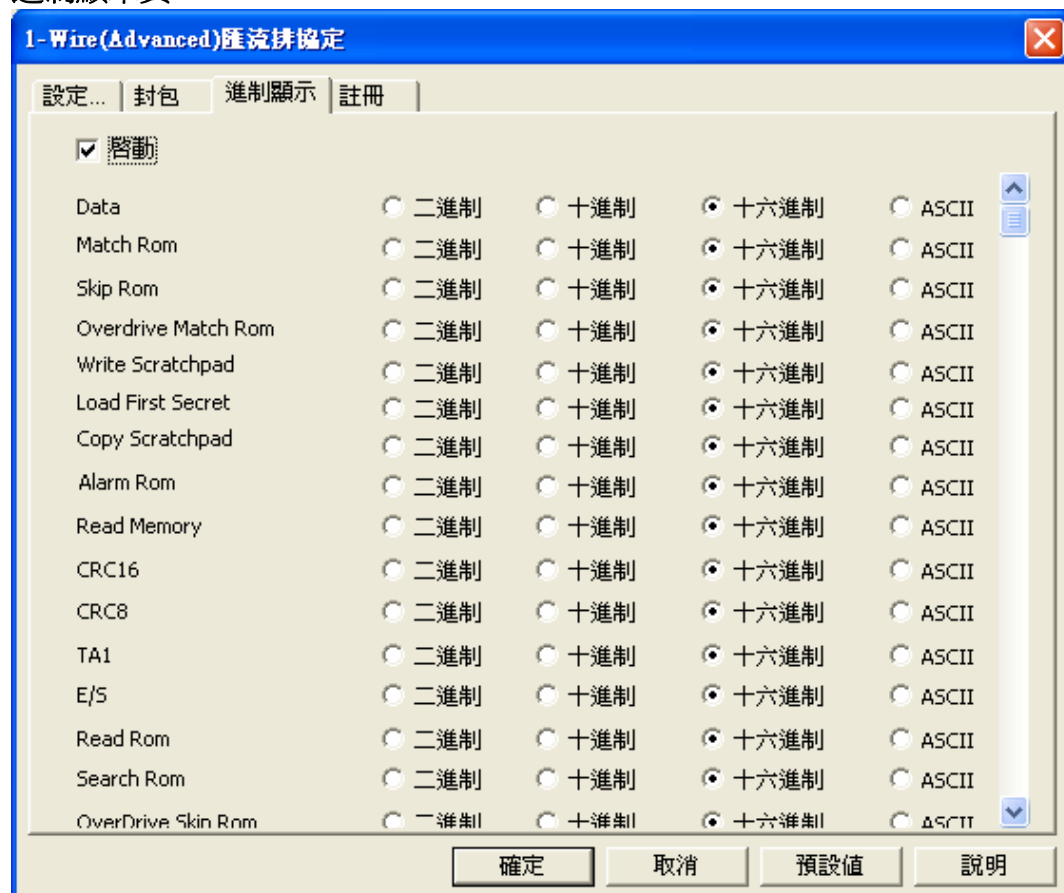 1-Wire(Advanced)匯流排協定
設定... 封包 進制顯示 註冊
啓動
Data 二進制 十進制 十六進制 ASCII
Match Rom 二進制 十進制 十六進制 ASCII
Skip Rom 二進制 十進制 十六進制 ASCII
Overdrive Match Rom 二進制 十進制 十六進制 ASCII
Write Scratchpad 二進制 十進制 十六進制 ASCII
Load First Secret 二進制 十進制 十六進制 ASCII
Copy Scratchpad 二進制 十進制 十六進制 ASCII
Alarm Rom 二進制 十進制 十六進制 ASCII
Read Memory 二進制 十進制 十六進制 ASCII
CRC16 二進制 十進制 十六進制 ASCII
CRC8 二進制 十進制 十六進制 ASCII
TA1 二進制 十進制 十六進制 ASCII
E/S 二進制 十進制 十六進制 ASCII
Read Rom 二進制 十進制 十六進制 ASCII
Search Rom 二進制 十進制 十六進制 ASCII
OverDrive Skip Rom 二進制 十進制 十六進制 ASCII
確定 取消 預設值 說明